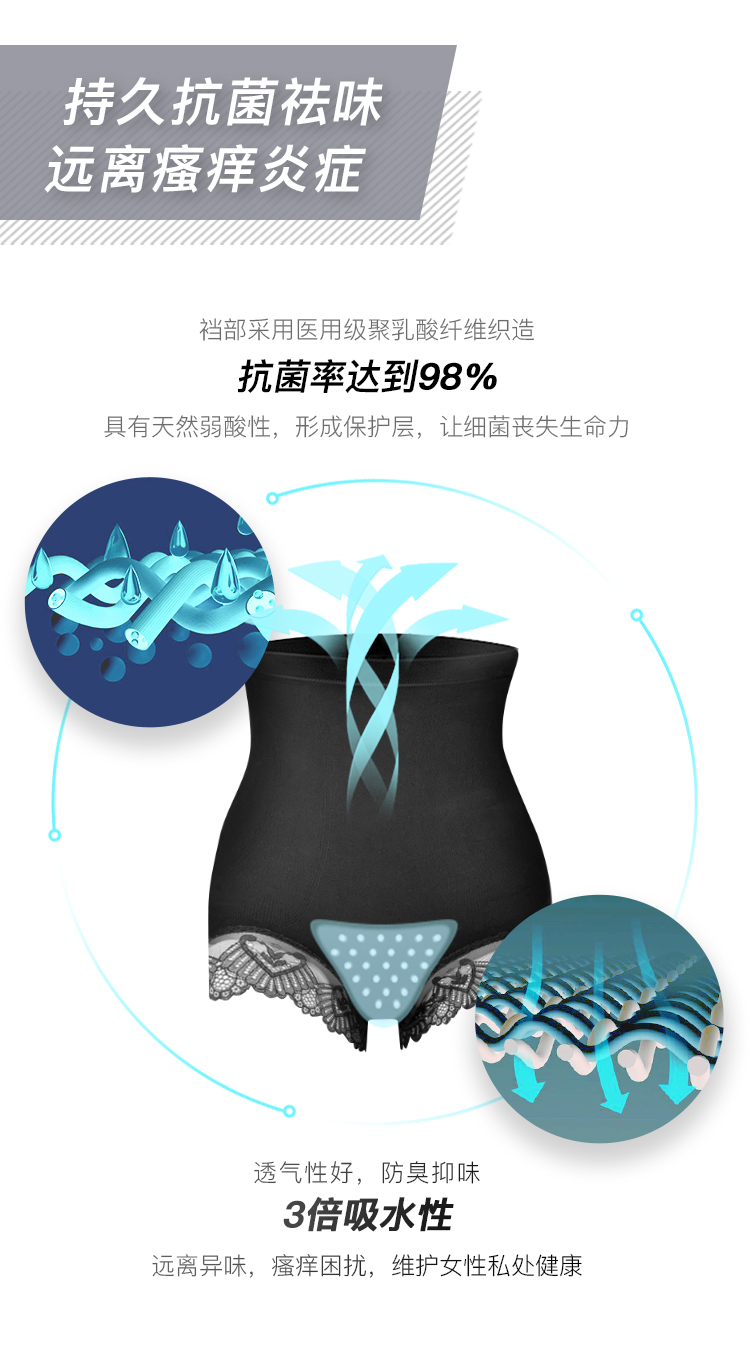 持久抗菌祛味
远离瘙痒炎症
裆部采用医用级聚乳酸纤维织造
抗菌率达到98%
具有天然弱酸性，形成保护层，让细菌丧失生命力
透气性好，防臭抑味
3倍吸水性
远离异味，瘙痒困扰，维护女性私处健康